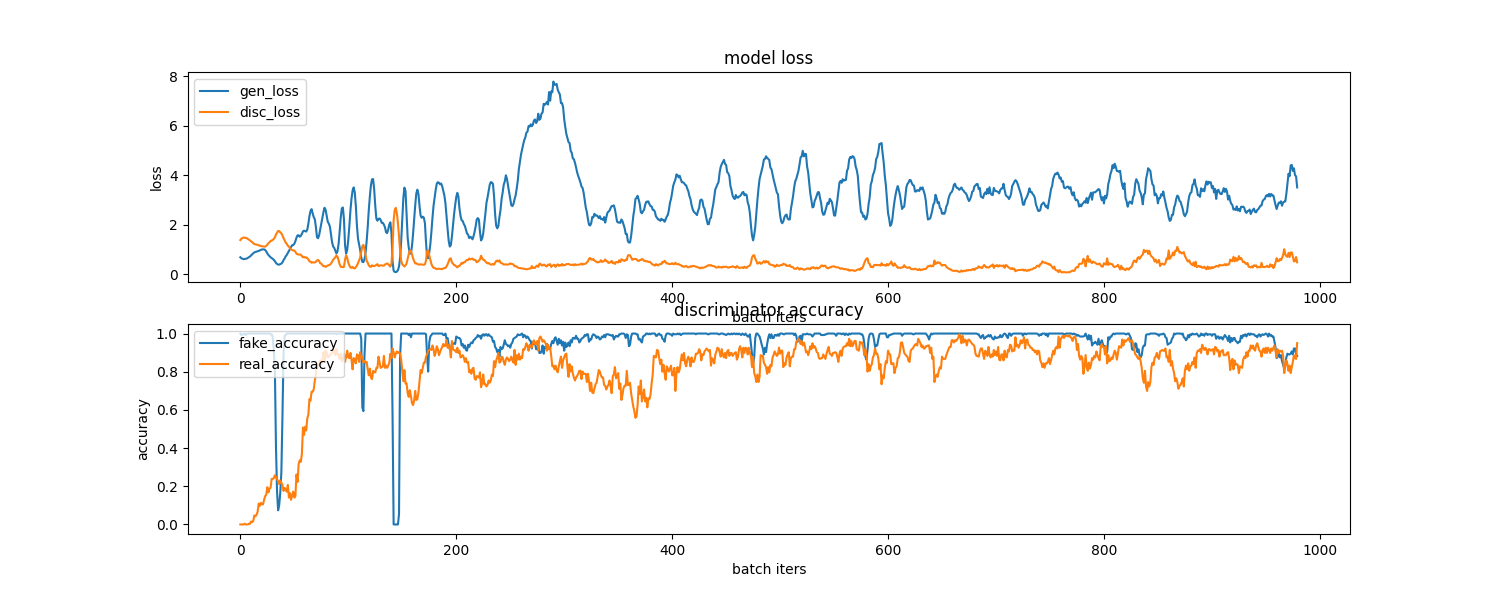 model loss
8
6
4
2
0
loss
gen_loss
disc_loss
0 200 400 600 800 1000
batch iters
discriminator accuracy
1.0
0.8
0.6
0.4
0.2
0.0
accuracy
fake_accuracy
real_accuracy
0 200 400 600 800 1000
batch iters